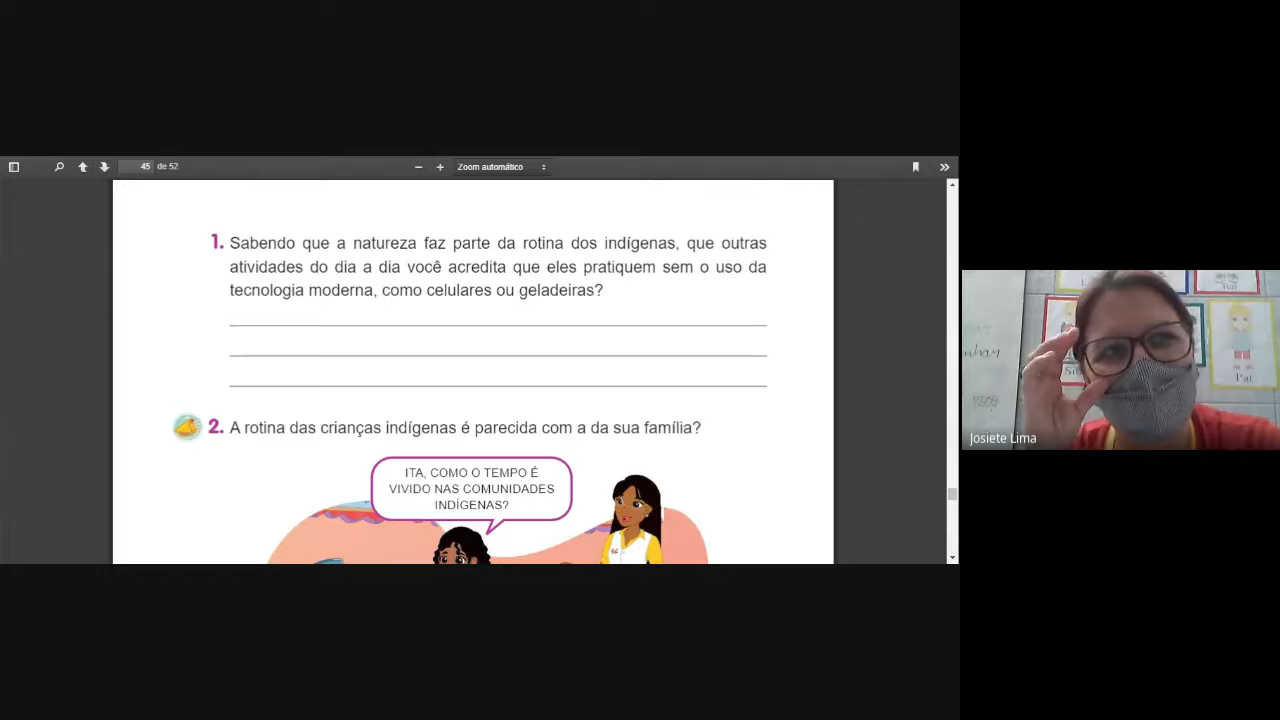 45 de 52
Zoom automático
1. Sabendo que a natureza faz parte da rotina dos indígenas, que outras
atividades do dia a dia você acredita que eles pratiquem sem o uso da
tecnologia moderna, como celulares ou geladeiras?
2. A rotina das crianças indígenas é parecida com a da sua família?
ITA, COMO O TEMPO É
VIVIDO NAS COMUNIDADES
INDÍGENAS?
Josiete Lima
Pai